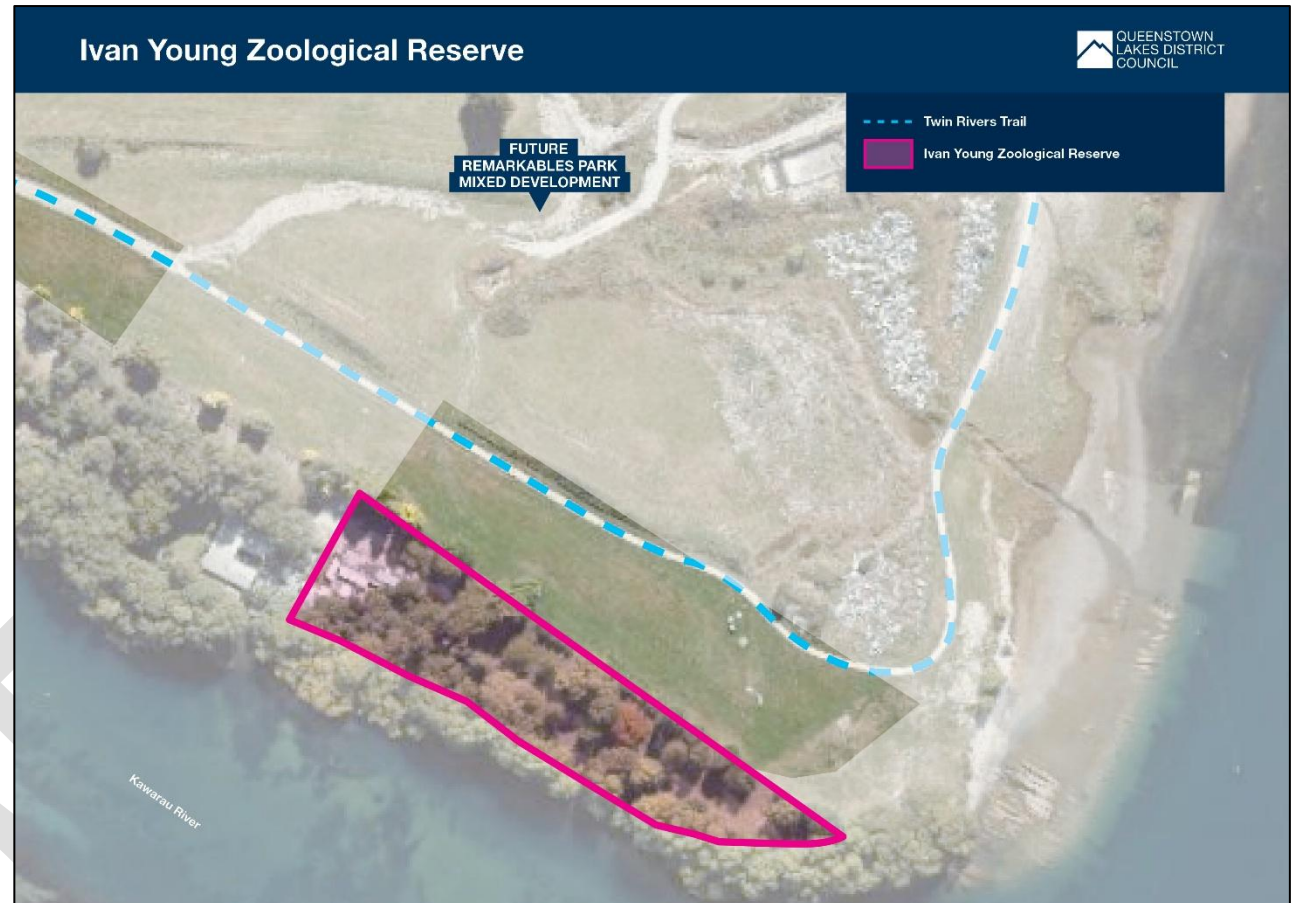 Ivan Young Zoological Reserve
QUEENSTOWN
LAKES DISTRICT
COUNCIL
Twin Rivers Trail
Ivan Young Zoological Reserve
FUTURE
REMARKABLES PARK
MIXED DEVELOPMENT
Kawarau River